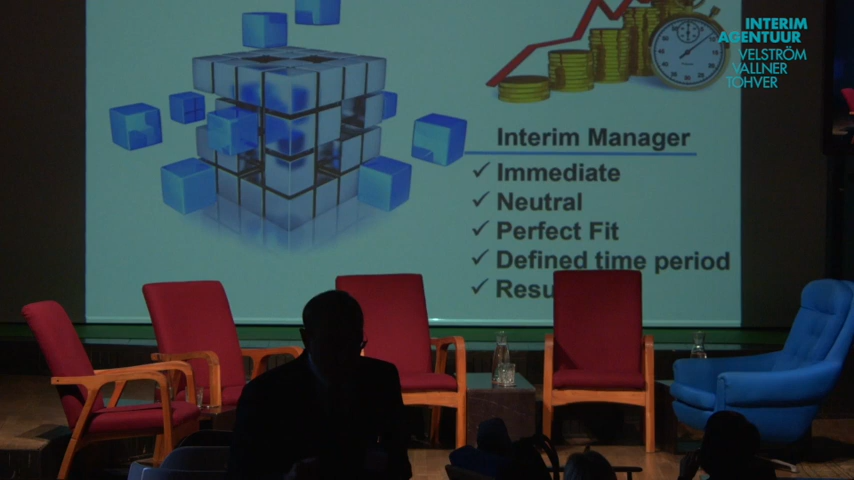 INTERIM
AGENTUUR
VELSTRÖM
VALLNER
TOHVER
Interim Manager
✓ Immediate
✓ Neutral
✓ Perfect Fit
✓ Defined time period